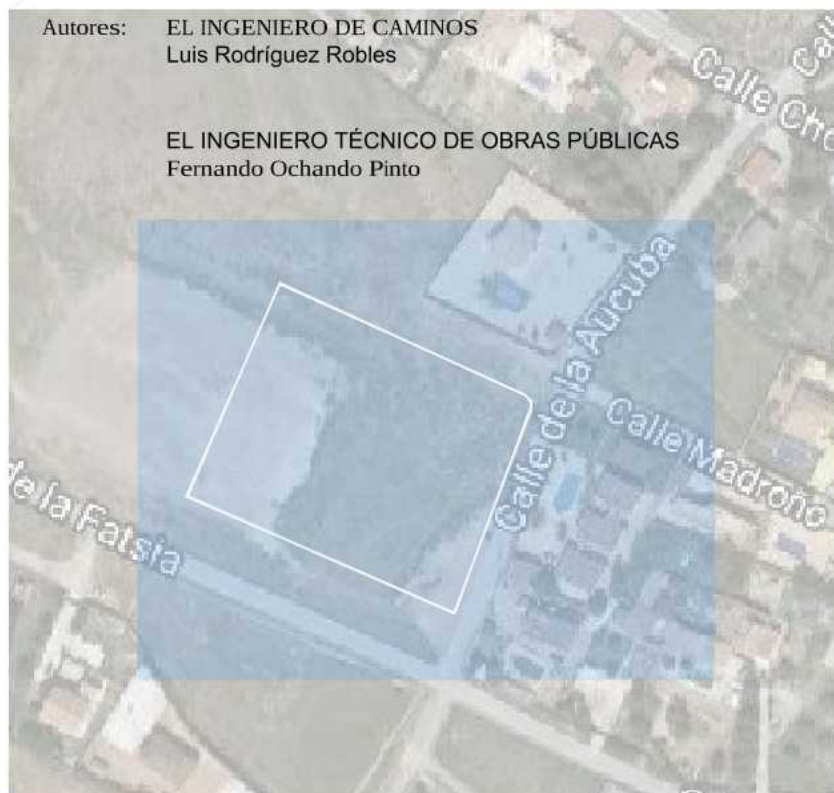 Autores: EL INGENIERO DE CAMINOS
Luis Rodríguez Robles
EL INGENIERO TÉCNICO DE OBRAS PÚBLICAS
Fernando Ochando Pinto
Calle de la Aucuba
Calle Madroño
de la Fatsia
Calle